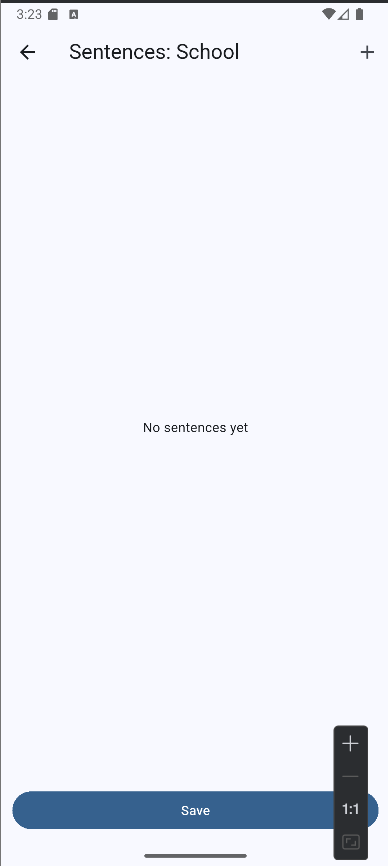 3:23
A
Sentences: School
No sentences yet
Save
1:1